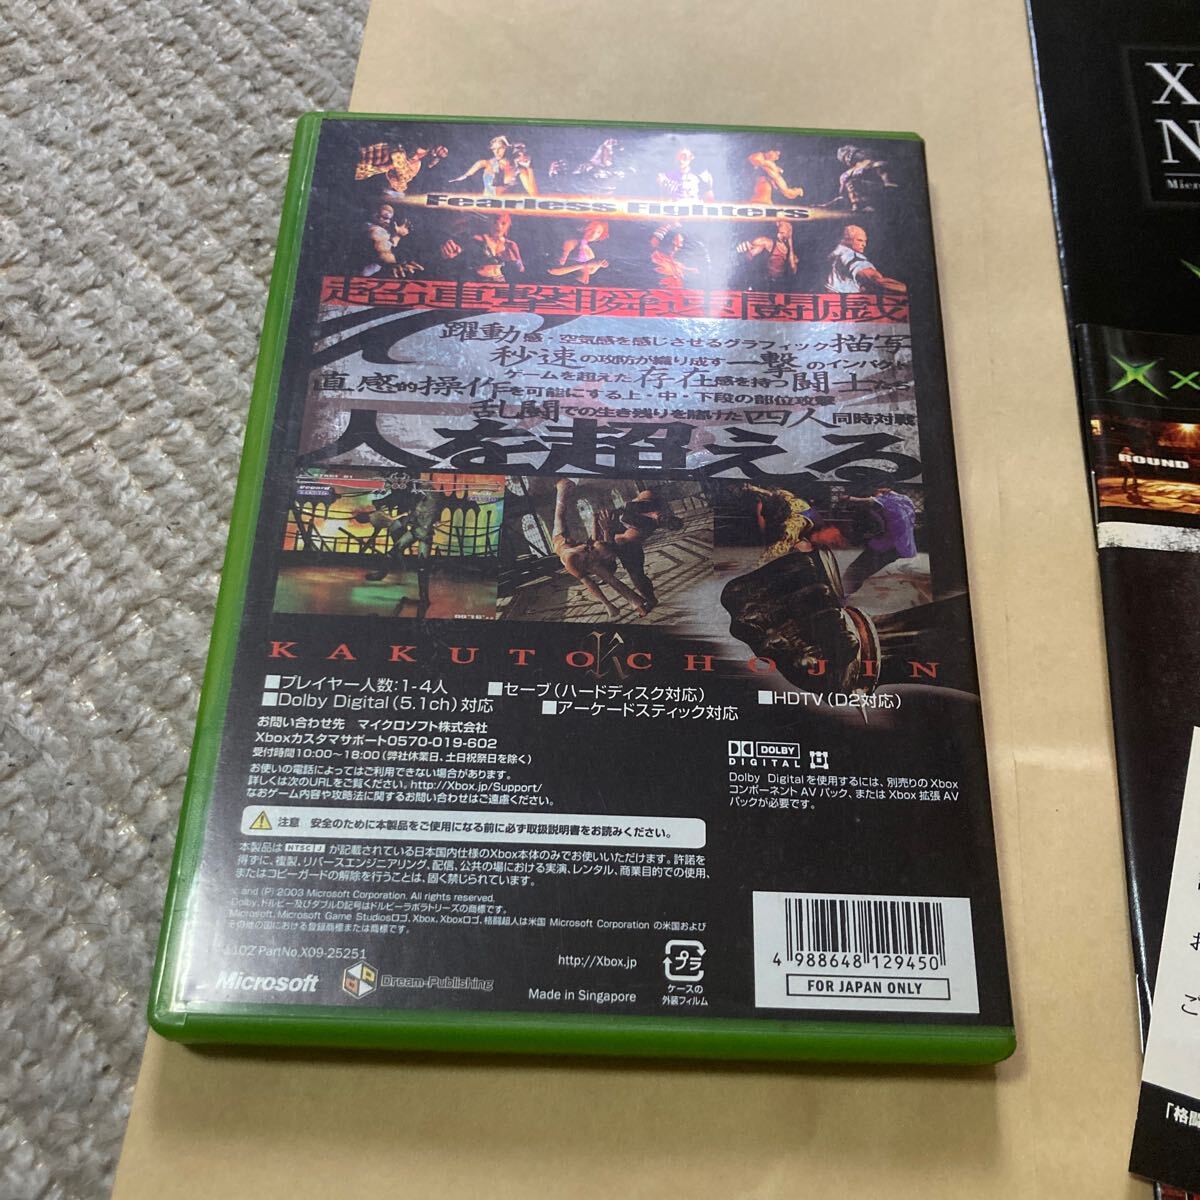 Fearless Fighters
超連撃瞬速闘戯
躍動感・空気感を感じさせるグラフィック描写
秒速の攻防が織り成す一撃のインパクト
ゲームを超えた存在感を持つ闘士たち
直感的操作を可能にする上・中・下段の部位攻撃
乱闘での生き残りを賭けた四人同時対戦
人を超える
KAKUTO CHOJIN
■プレイヤー人数:1-4人
■セーブ(ハードディスク対応)
■HDTV(D2対応)
■Dolby Digital(5.1ch)対応
■アーケードスティック対応
お問い合わせ先 マイクロソフト株式会社
Xboxカスタマサポート0570-019-602
受付時間10:00~18:00(弊社休業日、土日祝祭日を除く)
お使いの電話によってはご利用できない場合があります。
詳しくは次のURLをご覧ください。http://Xbox.jp/Support/
なおゲーム内容や攻略法に関するお問い合わせはご遠慮ください。
DOLBY
DIGITAL
Dolby Digitalを使用するには、別売りのXbox
コンポーネント AV パック、または Xbox 拡張 AV
パックが必要です。
注意 安全のために本製品をご使用になる前に必ず取扱説明書をお読みください。
本製品は NTSC J が記載されている日本国内仕様のXbox本体のみでお使いいただけます。許諾を
得ずに、複製、リバースエンジニアリング、配信、公共の場における実演、レンタル、商業目的での使用、
またはコピーガードの解除を行うことは、固く禁じられています。
c and (P) 2003 Microsoft Corporation. All rights reserved.
Dolby、ドルビー及びダブルD記号はドルビーラボラトリーズの商標です。
Microsoft, Microsoft Game Studiosロゴ, Xbox, Xboxロゴ, 格闘超人は米国 Microsoft Corporation の米国および
その他の国における登録商標または商標です。
1102 PartNo.X09-25251
Microsoft
Dream-Publishing
http://Xbox.jp
Made in Singapore
プラ
ケースの
外装フィルム
4 988648 129450
FOR JAPAN ONLY
X
N
ROUND
お
ご
「格闘